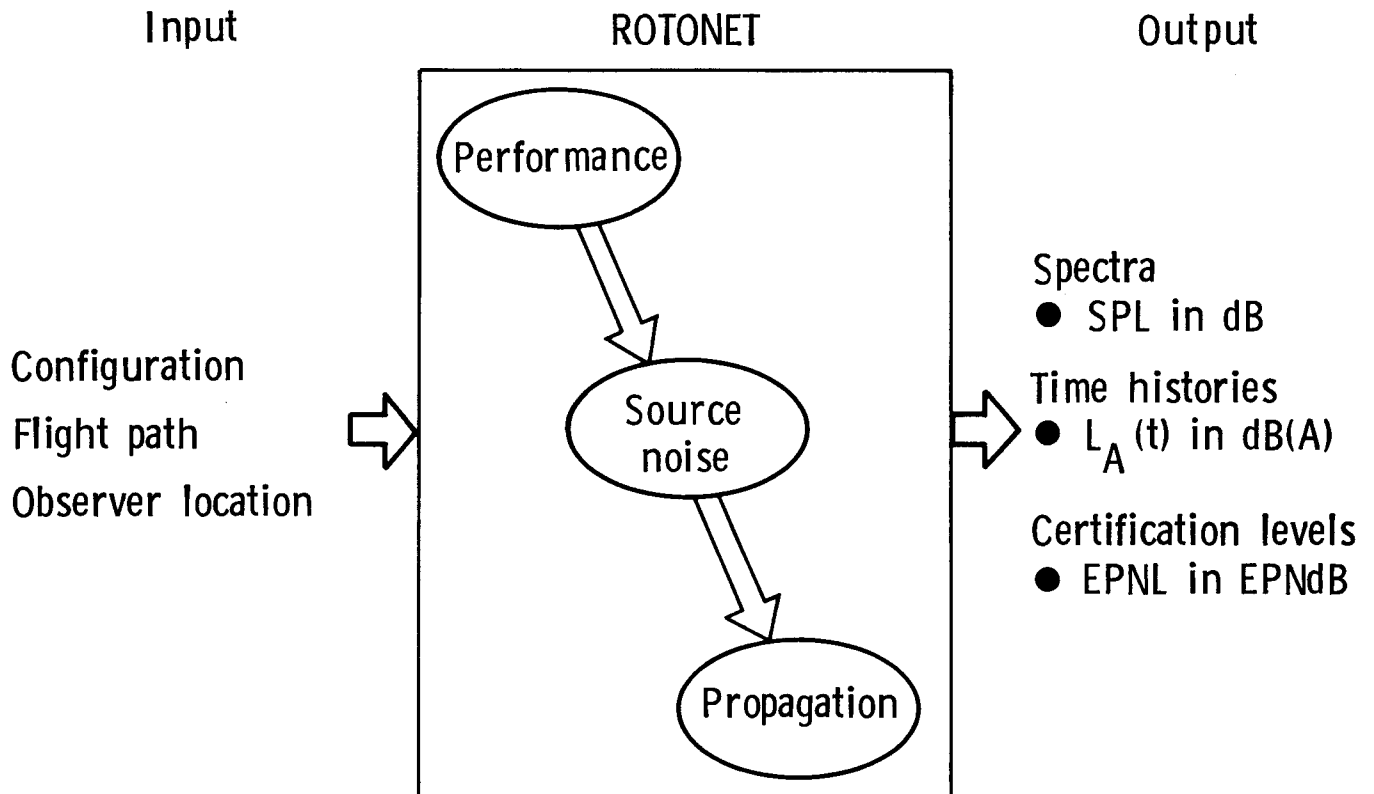 Input
ROTONET
Output
Performance
Source
noise
Propagation
Configuration
Flight path
Observer location
Spectra
● SPL in dB
Time histories
● L_A (t) in dB(A)
Certification levels
● EPNL in EPNdB